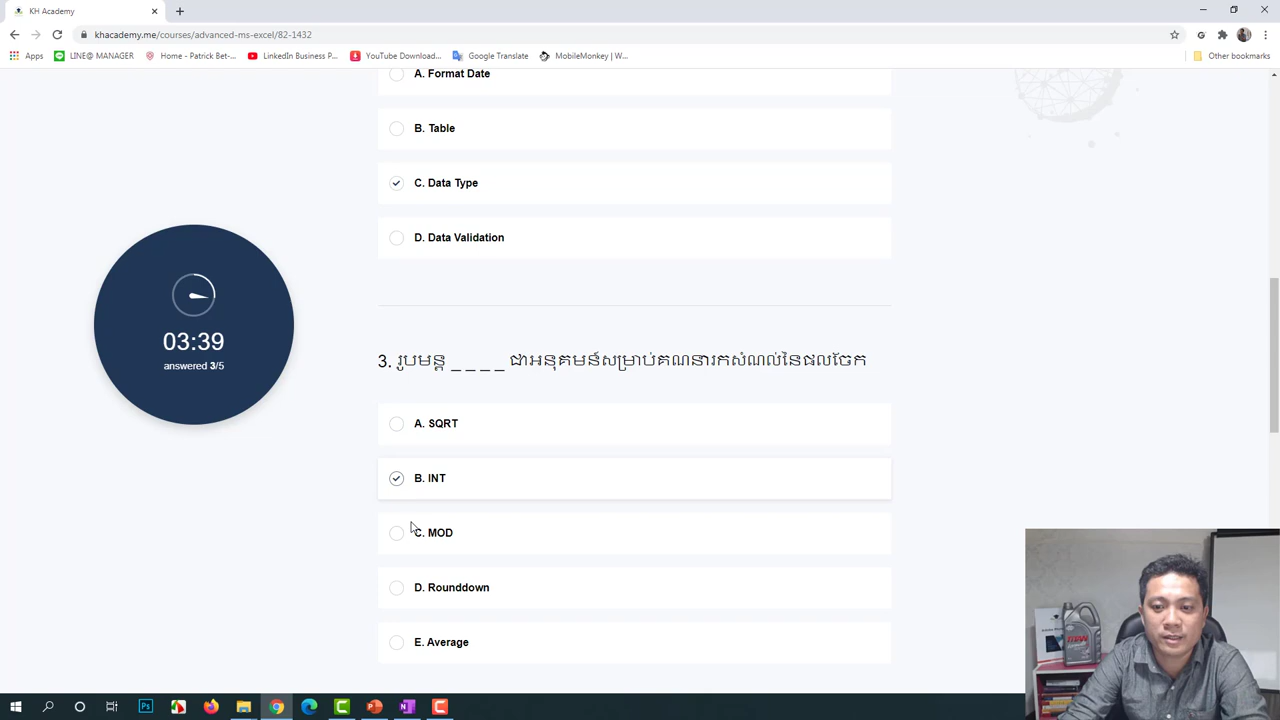 KH Academy
khacademy.me/courses/advanced-ms-excel/82-1432
Apps
LINE@ MANAGER
Home - Patrick Bet-...
LinkedIn Business P...
YouTube Download...
Google Translate
MobileMonkey | W...
Other bookmarks
A. Format Date
B. Table
C. Data Type
D. Data Validation
03:39
answered 3/5
3. រូបមន្ត _ _ _ _ ជាអនុគមន៍សម្រាប់គណនារកសំណល់នៃផលចែក
A. SQRT
B. INT
C. MOD
D. Rounddown
E. Average